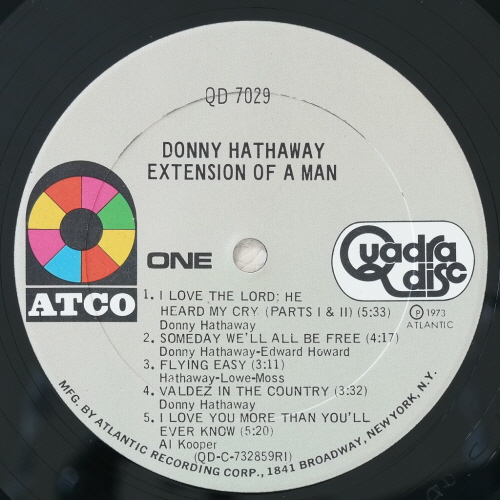 QD 7029
DONNY HATHAWAY
EXTENSION OF A MAN
ATCO
ONE
Quadra
disc
℗ 1973
ATLANTIC
1. I LOVE THE LORD; HE
HEARD MY CRY (PARTS I & II) (5:33)
Donny Hathaway
2. SOMEDAY WE'LL ALL BE FREE (4:17)
Donny Hathaway-Edward Howard
3. FLYING EASY (3:11)
Hathaway-Lowe-Moss
4. VALDEZ IN THE COUNTRY (3:32)
Donny Hathaway
5. I LOVE YOU MORE THAN YOU'LL
EVER KNOW (5:20)
Al Kooper
(QD-C-732859RI)
MFG. BY ATLANTIC RECORDING CORP., 1841 BROADWAY, NEW YORK, N.Y.